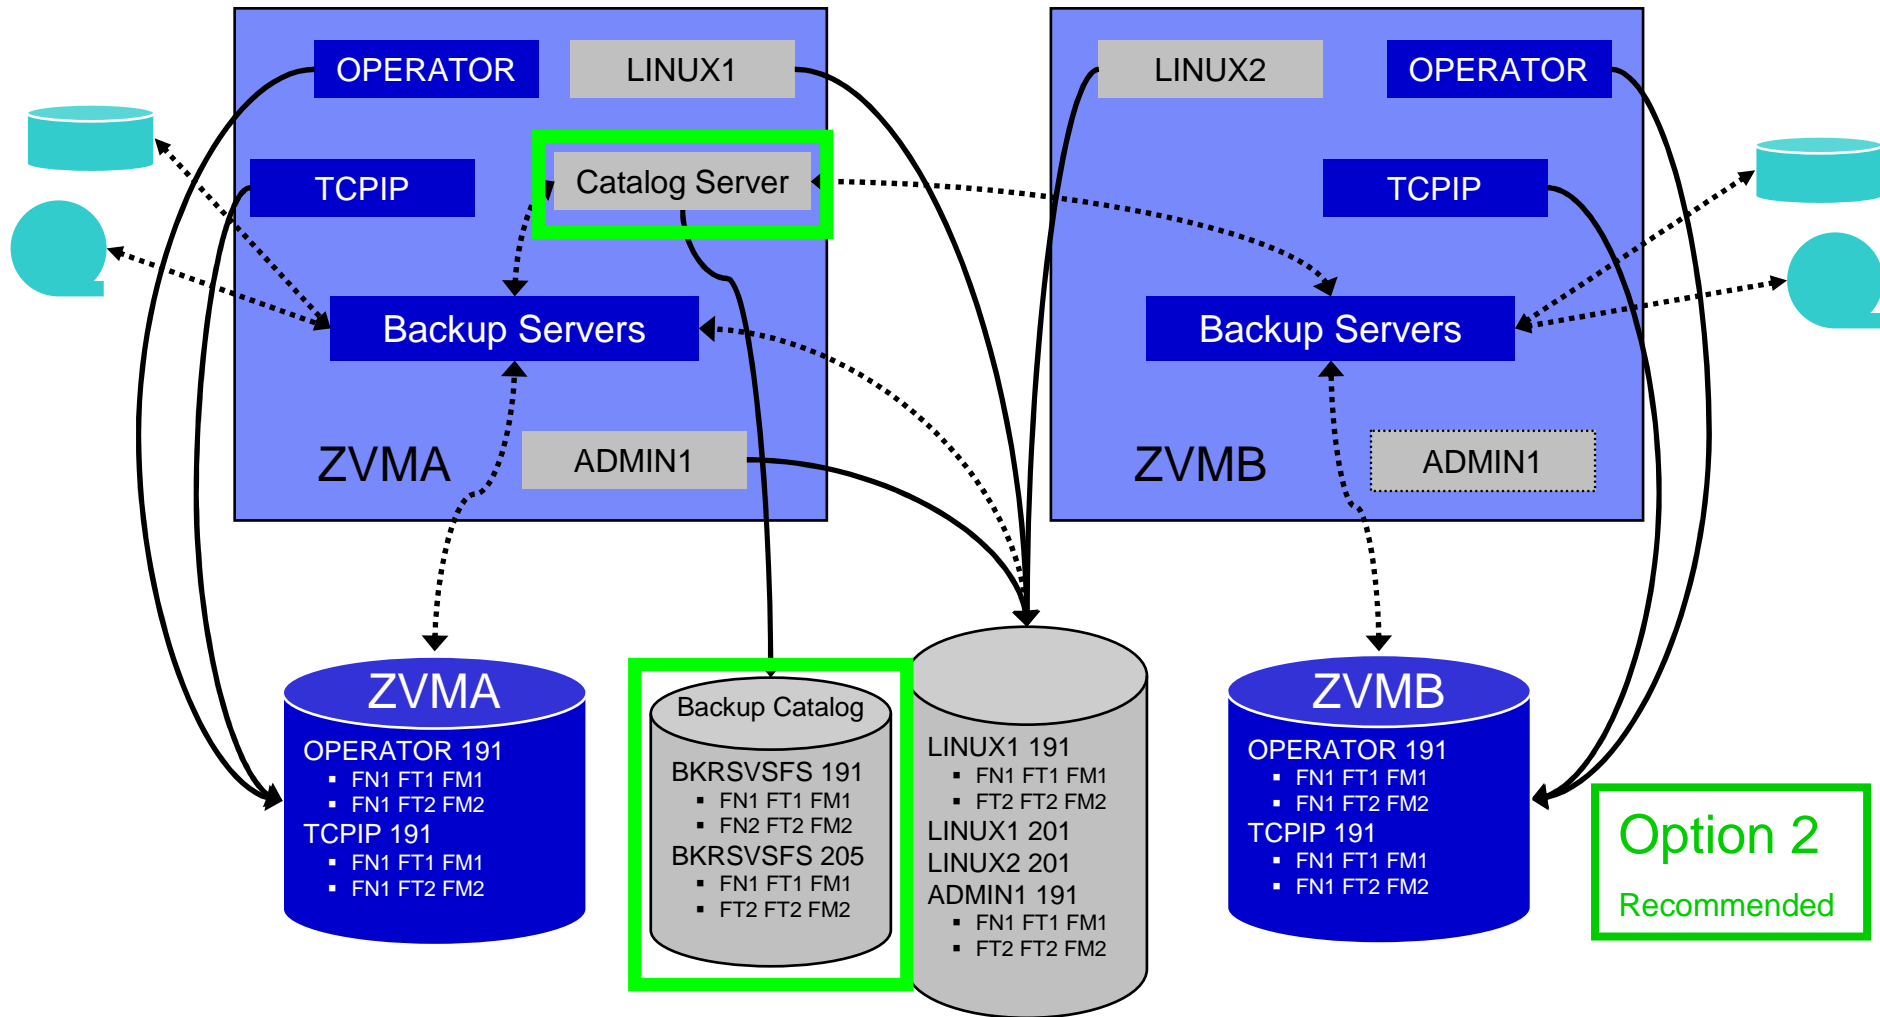 OPERATOR
LINUX1
LINUX2
OPERATOR
Catalog Server
TCPIP
TCPIP
Backup Servers
Backup Servers
ZVMA
ADMIN1
ZVMB
ADMIN1
ZVMA
OPERATOR 191
▪ FN1 FT1 FM1
▪ FN1 FT2 FM2
TCPIP 191
▪ FN1 FT1 FM1
▪ FN1 FT2 FM2
Backup Catalog
BKRSVSFS 191
▪ FN1 FT1 FM1
▪ FN2 FT2 FM2
BKRSVSFS 205
▪ FN1 FT1 FM1
▪ FT2 FT2 FM2
LINUX1 191
▪ FN1 FT1 FM1
▪ FT2 FT2 FM2
LINUX1 201
LINUX2 201
ADMIN1 191
▪ FN1 FT1 FM1
▪ FT2 FT2 FM2
ZVMB
OPERATOR 191
▪ FN1 FT1 FM1
▪ FN1 FT2 FM2
TCPIP 191
▪ FN1 FT1 FM1
▪ FN1 FT2 FM2
Option 2
Recommended